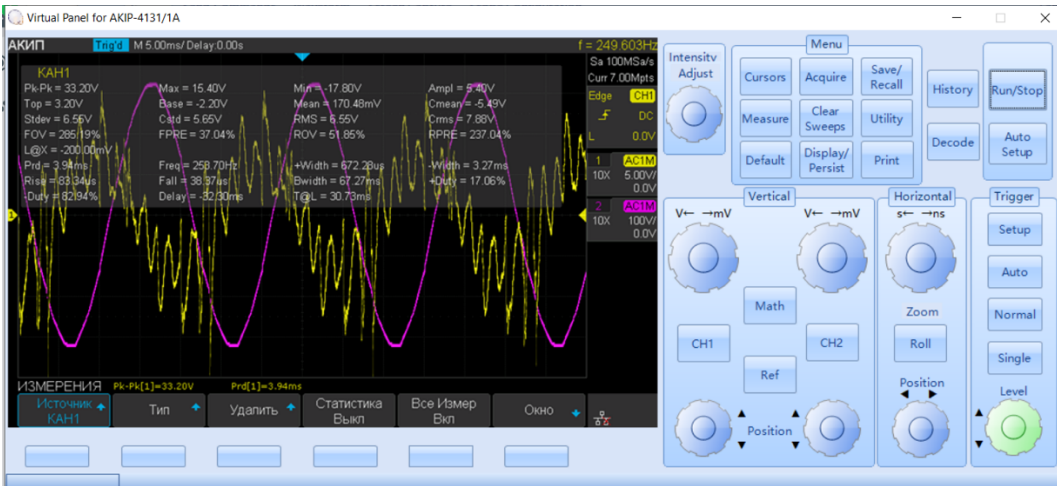 Virtual Panel for AKIP-4131/1A
АКИП Trig'd M 5.00ms/ Delay:0.00s f = 249.603Hz
Sa 100MSa/s
Curr 7.00Mpts
Edge CH1
DC
L 0.0V
1 AC1M
10X 5.00V/
0.0V
2 AC1M
10X 100V/
0.0V
КАН1
Pk-Pk = 33.20V Max = 15.40V Min = -17.80V Ampl = 5.40V
Top = 3.20V Base = -2.20V Mean = 170.48mV Cmean = -5.49V
Stdev = 6.55V Cstd = 5.65V RMS = 6.55V Crms = 7.88V
FOV = 285.19% FPRE = 37.04% ROV = 51.85% RPRE = 237.04%
L@X = -200.00mV
Prd = 3.94ms Freq = 253.70Hz +Width = 672.28us -Width = 3.27ms
Rise = 83.34us Fall = 38.37us Bwidth = 67.27ms +Duty = 17.06%
-Duty = 82.94% Delay = -32.30ms T@L = 30.73ms
1
ИЗМЕРЕНИЯ Pk-Pk[1]=33.20V Prd[1]=3.94ms
Источник
КАН1
Тип
Удалить
Статистика
Выкл
Все Измер
Вкл
Окно
Intensitv
Adjust
Menu
Cursors
Acquire
Save/
Recall
Measure
Clear
Sweeps
Utility
Default
Display/
Persist
Print
History
Decode
Run/Stop
Auto
Setup
Vertical
V← →mV
V← →mV
Math
CH1
CH2
Ref
Position
Horizontal
s← →ns
Zoom
Roll
Position
Trigger
Setup
Auto
Normal
Single
Level